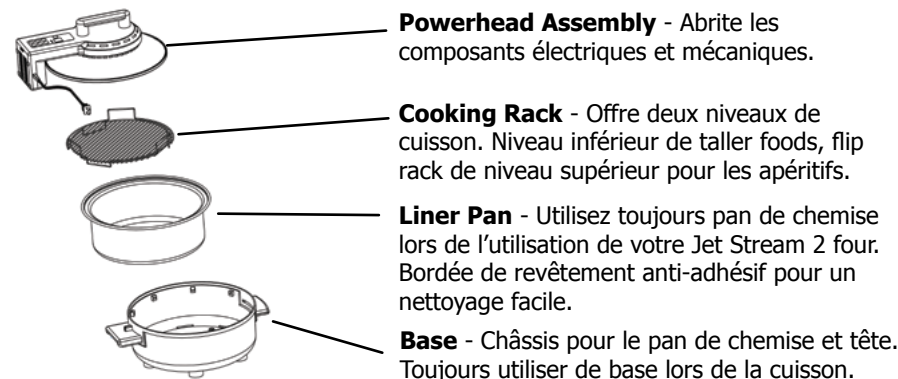 Powerhead Assembly - Abrite les
composants électriques et mécaniques.
Cooking Rack - Offre deux niveaux de
cuisson. Niveau inférieur de taller foods, flip
rack de niveau supérieur pour les apéritifs.
Liner Pan - Utilisez toujours pan de chemise
lors de l’utilisation de votre Jet Stream 2 four.
Bordée de revêtement anti-adhésif pour un
nettoyage facile.
Base - Châssis pour le pan de chemise et tête.
Toujours utiliser de base lors de la cuisson.